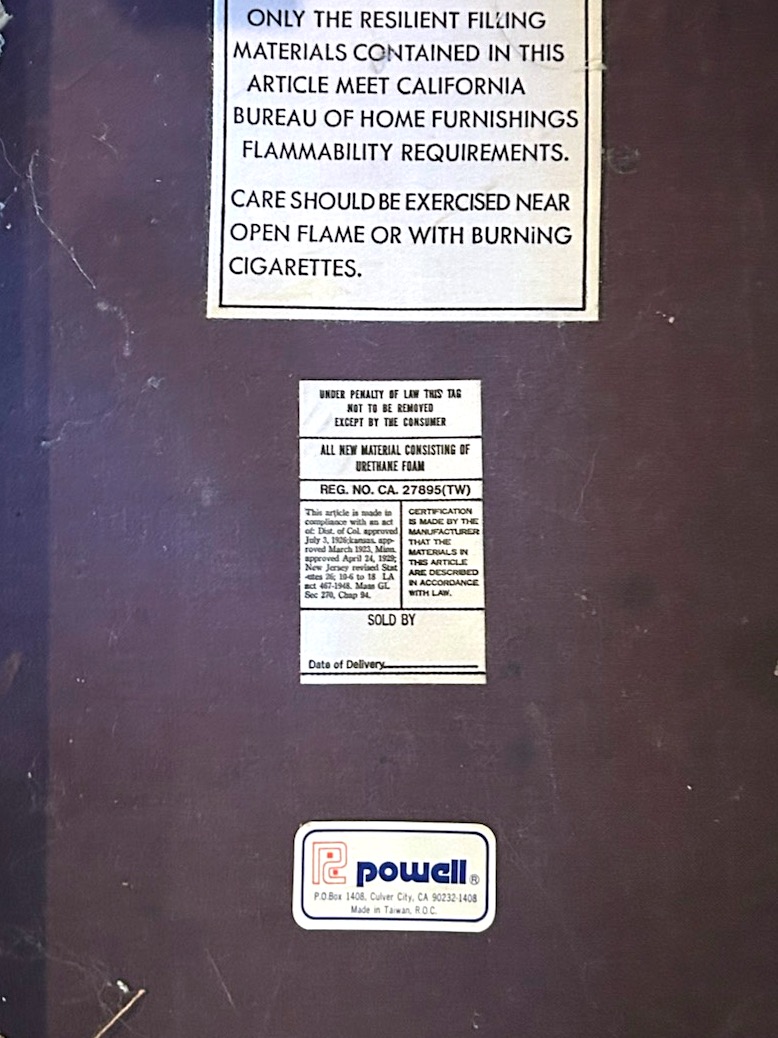 ONLY THE RESILIENT FILLING
MATERIALS CONTAINED IN THIS
ARTICLE MEET CALIFORNIA
BUREAU OF HOME FURNISHINGS
FLAMMABILITY REQUIREMENTS.
CARE SHOULD BE EXERCISED NEAR
OPEN FLAME OR WITH BURNiNG
CIGARETTES.
UNDER PENALTY OF LAW THIS TAG
NOT TO BE REMOVED
EXCEPT BY THE CONSUMER
ALL NEW MATERIAL CONSISTING OF
URETHANE FOAM
REG. NO. CA. 27895(TW)
This article is made in
compliance with an act
of: Dist. of Col. approved
July 3, 1926;kansas. app-
roved March 1923, Minn.
approved April 24, 1929;
New Jersey revised Stat
-utes 26; 10-6 to 18 LA
act 467-1948. Mass GL
Sec 270, Chap 94.
CERTIFICATION
IS MADE BY THE
MANUFACTURER
THAT THE
MATERIALS IN
THIS ARTICLE
ARE DESCRIBED
IN ACCORDANCE
WITH LAW.
SOLD BY
Date of Delivery
powell®
P.O.Box 1408, Culver City, CA 90232-1408
Made in Taiwan, R.O.C.